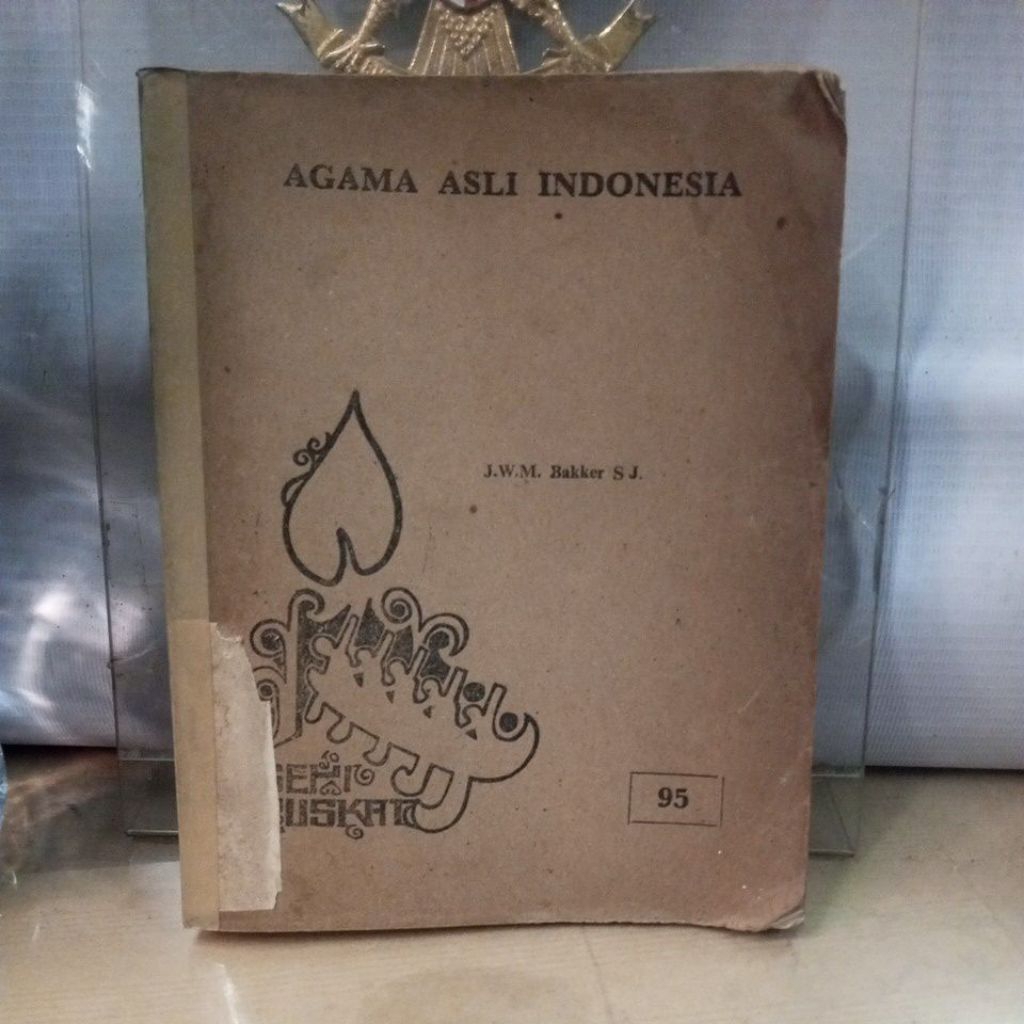 AGAMA ASLI INDONESIA
J.W.M. Bakker S J.
95